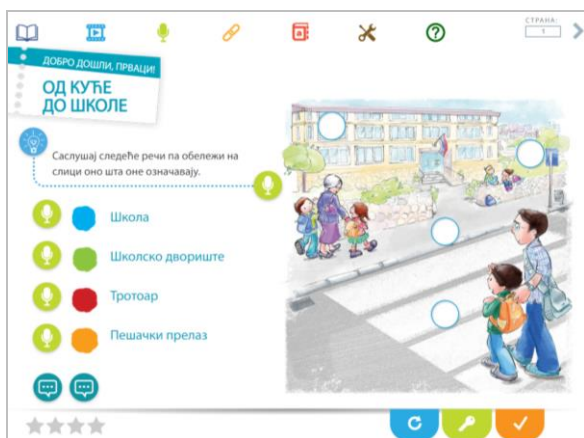 СТРАНА:
1
ДОБРО ДОШЛИ, ПРВАЦИ!
ОД КУЋЕ
ДО ШКОЛЕ
Саслушај следеће речи па обележи на
слици оно шта оне означавају.
Школа
Школско двориште
Тротоар
Пешачки прелаз